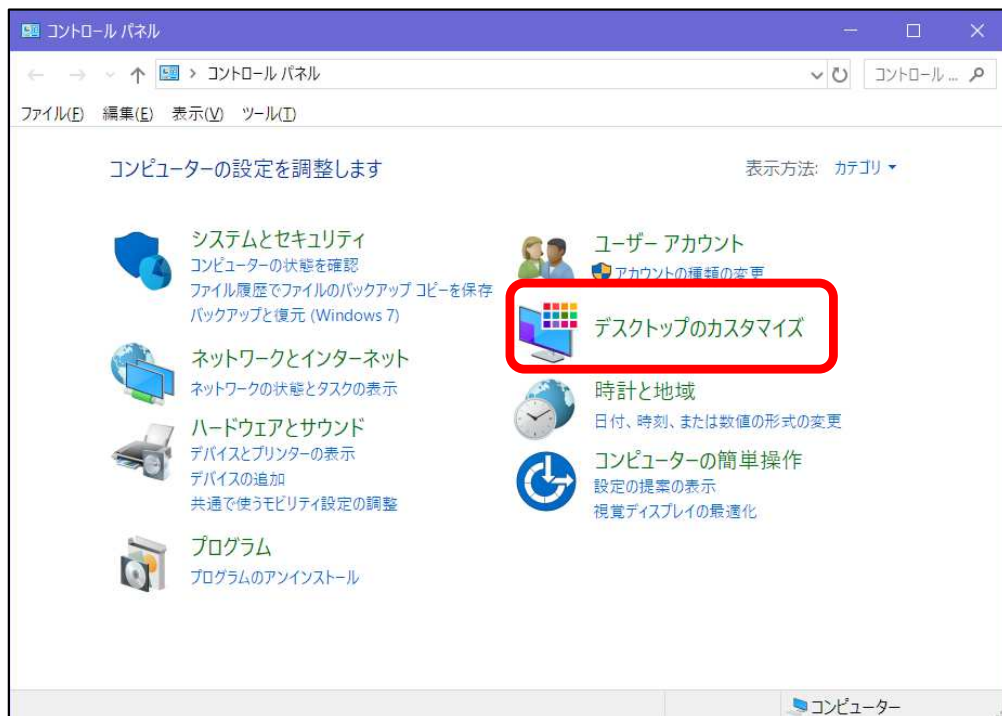 コントロール パネル
コントロール パネル
コントロール ...
ファイル(F) 編集(E) 表示(V) ツール(T)
コンピューターの設定を調整します
表示方法: カテゴリ
システムとセキュリティ
コンピューターの状態を確認
ファイル履歴でファイルのバックアップ コピーを保存
バックアップと復元 (Windows 7)
ネットワークとインターネット
ネットワークの状態とタスクの表示
ハードウェアとサウンド
デバイスとプリンターの表示
デバイスの追加
共通で使うモビリティ設定の調整
プログラム
プログラムのアンインストール
ユーザー アカウント
アカウントの種類の変更
デスクトップのカスタマイズ
時計と地域
日付、時刻、または数値の形式の変更
コンピューターの簡単操作
設定の提案の表示
視覚ディスプレイの最適化
コンピューター